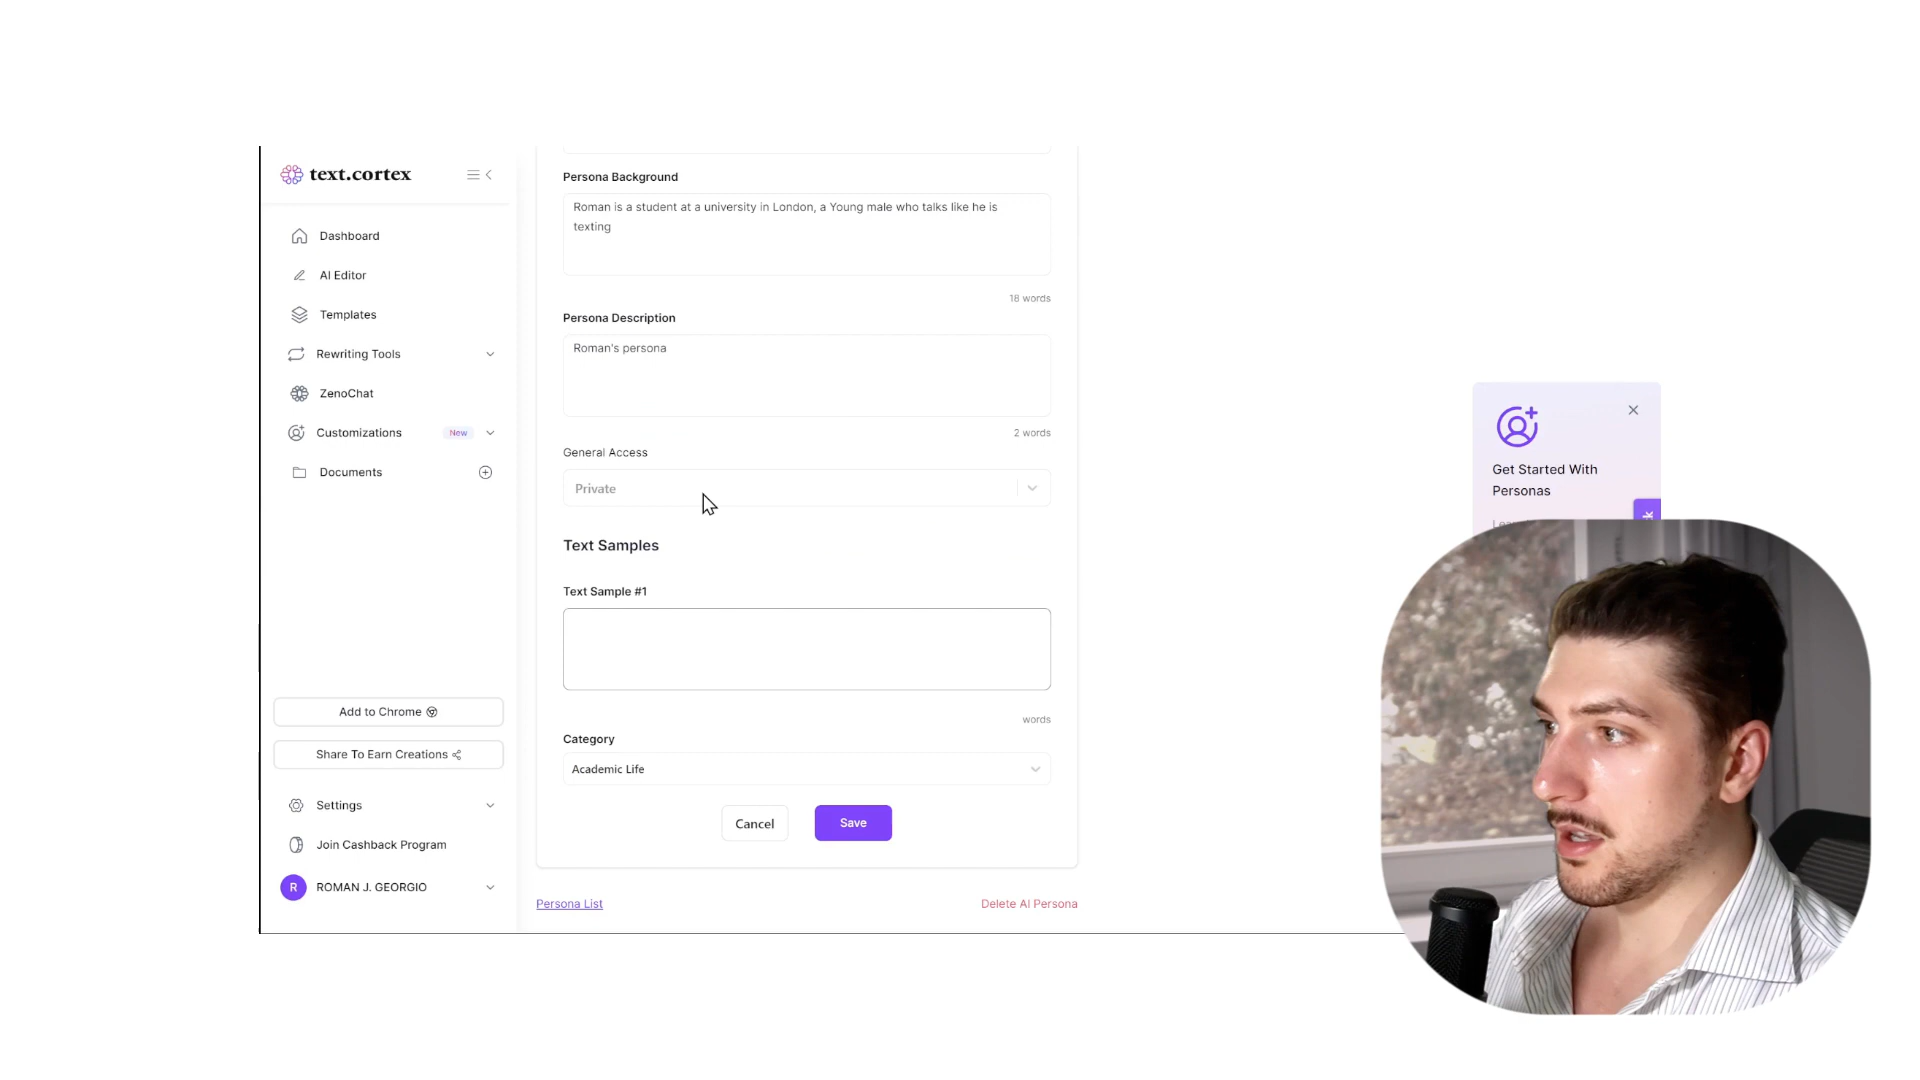 text.cortex
Dashboard
AI Editor
Templates
Rewriting Tools
ZenoChat
Customizations New
Documents
Add to Chrome
Share To Earn Creations
Settings
Join Cashback Program
R ROMAN J. GEORGIO
Persona Background
Roman is a student at a university in London, a Young male who talks like he is
texting
18 words
Persona Description
Roman's persona
2 words
General Access
Private
Text Samples
Text Sample #1
words
Category
Academic Life
Cancel
Save
Persona List
Delete AI Persona
Get Started With
Personas